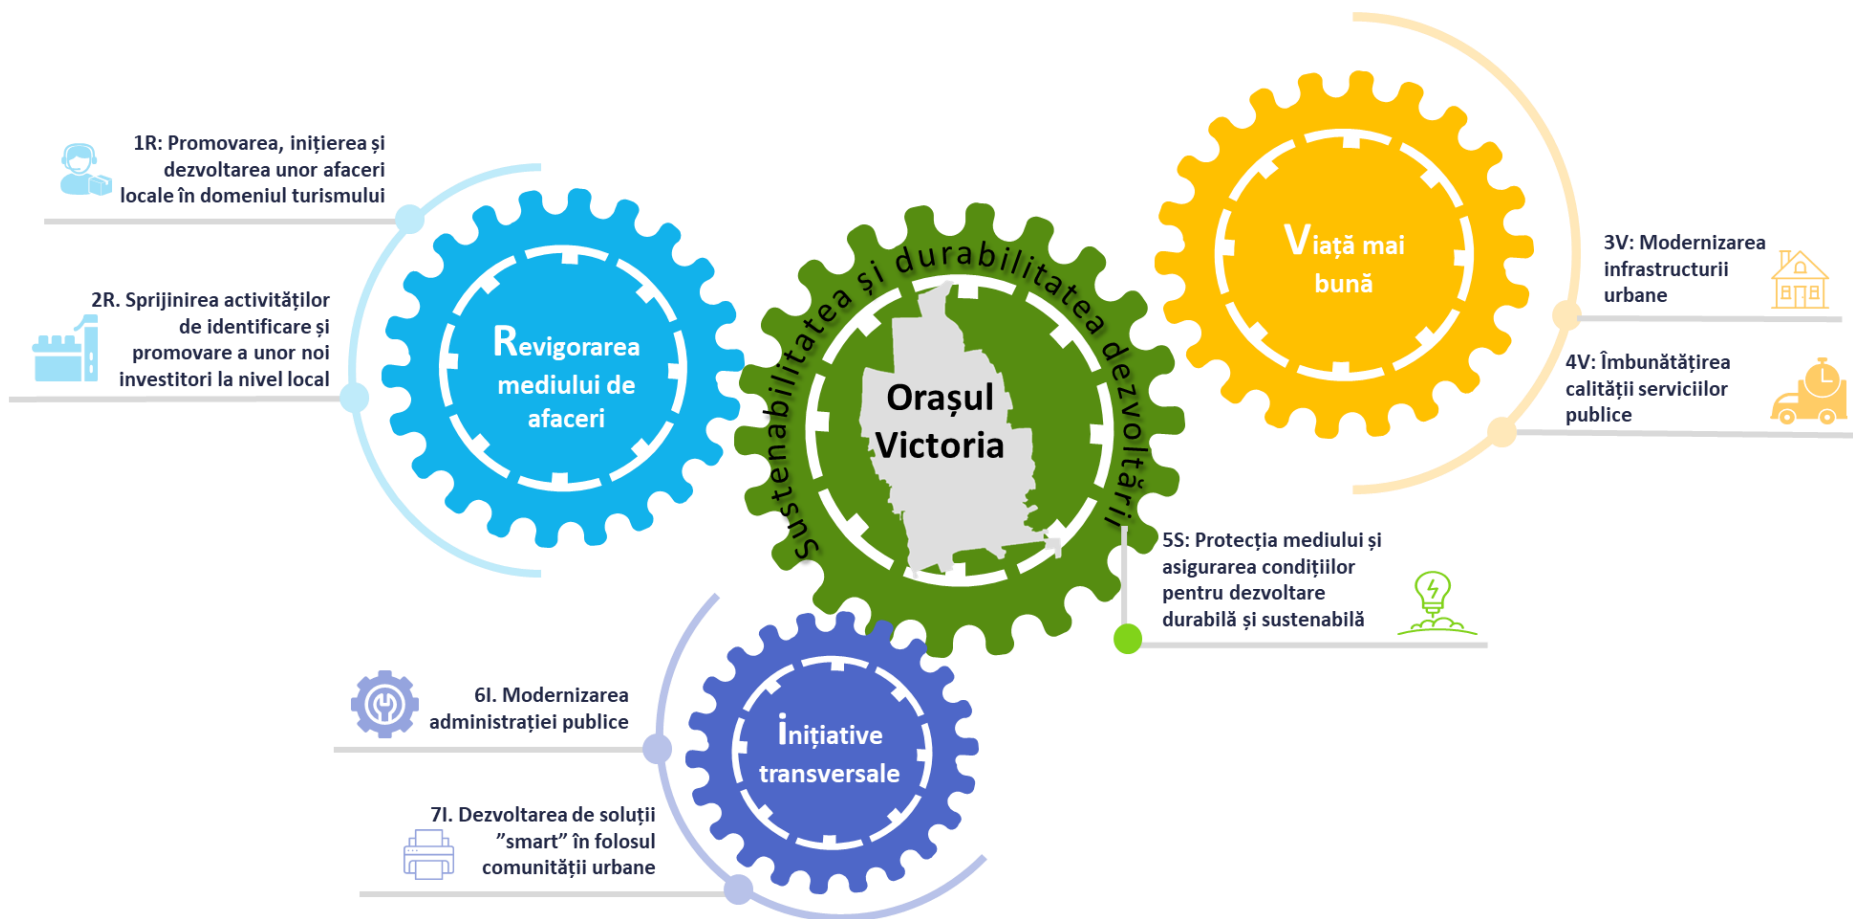 1R: Promovarea, inițierea și
dezvoltarea unor afaceri
locale în domeniul turismului
2R. Sprijinirea activităților
de identificare și
promovare a unor noi
investitori la nivel local
Revigorarea
mediului de
afaceri
Sustenabilitatea și durabilitatea dezvoltării
Orașul
Victoria
Viață mai
bună
3V: Modernizarea
infrastructurii
urbane
4V: Îmbunătățirea
calității serviciilor
publice
5S: Protecția mediului și
asigurarea condițiilor
pentru dezvoltare
durabilă și sustenabilă
6I. Modernizarea
administrației publice
7I. Dezvoltarea de soluții
”smart” în folosul
comunității urbane
inițiative
transversale